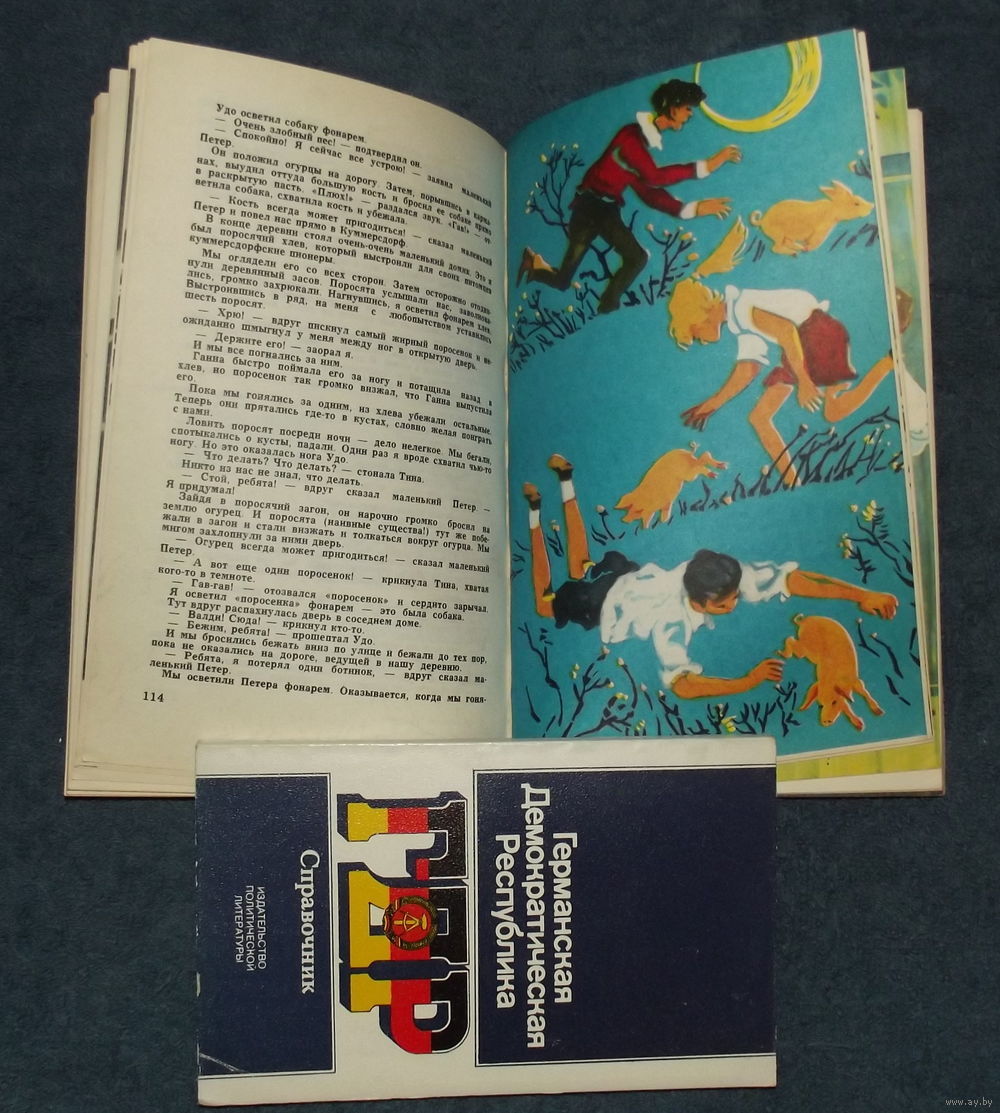 Удо осветил собаку фонарем.
— Очень злобный пес! — подтвердил он.
— Спокойно! Я сейчас все устрою! — заявил маленький
Петер.
Он положил огурцы на дорогу. Затем, порывшись в карма-
нах, выудил оттуда большую кость и бросил ее собаке прямо
в раскрытую пасть. «Плюх!» — раздался звук. «Гав!» — от-
ветила собака, схватила кость и убежала.
— Кость всегда может пригодиться! — сказал маленький
Петер и повел нас прямо в Куммерсдорф.
В конце деревни стоял очень-очень маленький домик. Это и
был поросячий хлев, который выстроили для своих питомцев
куммерсдорфские пионеры.
Мы оглядели его со всех сторон. Затем осторожно отодви-
нули деревянный засов. Поросята услышали нас, заволнова-
лись, громко захрюкали. Нагнувшись, я осветил фонарем хлев.
Выстроившись в ряд, на меня с любопытством уставились
шесть поросят.
— Хрю! — вдруг пискнул самый жирный поросенок и не-
ожиданно шмыгнул у меня между ног в открытую дверь.
— Держите его! — заорал я.
И мы все погнались за ним.
Ганна быстро поймала его за ногу и потащила назад в
хлев, но поросенок так громко визжал, что Ганна выпустила
его.
Пока мы гонялись за одним, из хлева убежали остальные.
Теперь они прятались где-то в кустах, словно желая поиграть
с нами.
Ловить поросят посреди ночи — дело нелегкое. Мы бегали,
спотыкались о кусты, падали. Один раз я вроде схватил чью-то
ногу. Но это оказалась нога Удо.
— Что делать? Что делать? — стонала Тина.
Никто из нас не знал, что делать.
— Стой, ребята! — вдруг сказал маленький Петер. —
Я придумал!
Зайдя в поросячий загон, он нарочно громко бросил на
землю огурец. И поросята (наивные существа!) тут же побе-
жали в загон и стали визжать и толкаться вокруг огурца. Мы
мигом захлопнули за ними дверь.
— Огурец всегда может пригодиться! — сказал маленький
Петер.
— А вот еще один поросенок! — крикнула Тина, хватая
кого-то в темноте.
— Гав-гав! — отозвался «поросенок» и сердито зарычал.
Я осветил «поросенка» фонарем — это была собака.
Тут вдруг распахнулась дверь в соседнем доме.
— Валди! Сюда! — крикнул кто-то.
— Бежим, ребята! — прошептал Удо.
И мы бросились бежать вниз по улице и бежали до тех пор,
пока не оказались на дороге, ведущей в нашу деревню.
— Ребята, я потерял один ботинок, — вдруг сказал ма-
ленький Петер.
Мы осветили Петера фонарем. Оказывается, когда мы гоня-
114
Германская
Демократическая
Республика
ГДР
Справочник
ИЗДАТЕЛЬСТВО
ПОЛИТИЧЕСКОЙ
ЛИТЕРАТУРЫ
www.ay.by